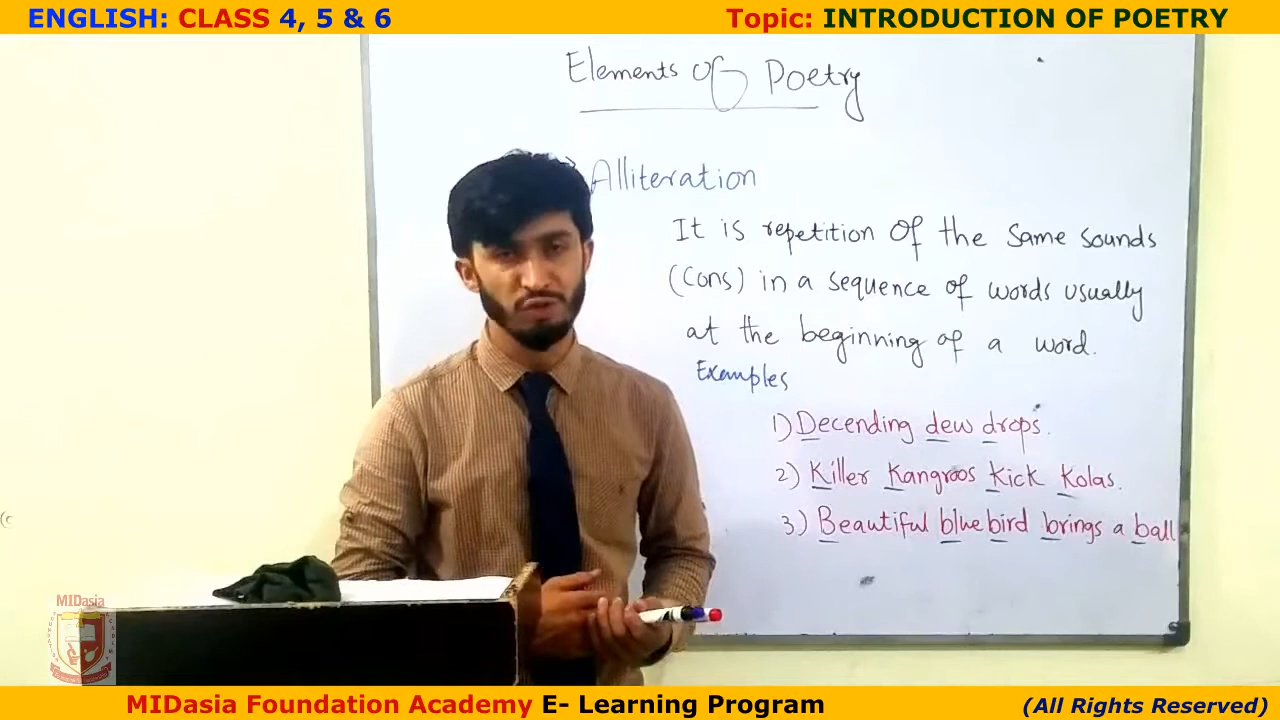 ENGLISH: CLASS 4, 5 & 6
Topic: INTRODUCTION OF POETRY
Elements of Poetry
Alliteration
It is repetition of the same sounds
(Cons) in a sequence of words usually
at the beginning of a word.
Examples
1) Decending dew drops.
2) Killer Kangroos Kick Kolas.
3.) Beautiful blue bird brings a ball
MIDasia
MIDasia Foundation Academy E- Learning Program
(All Rights Reserved)